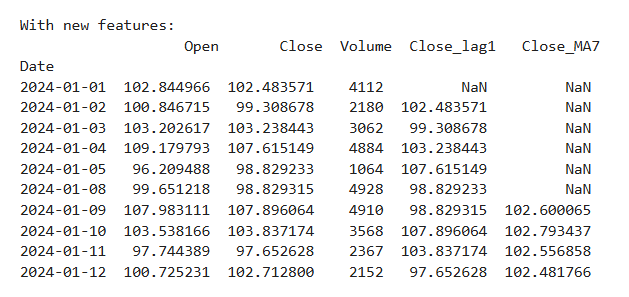 With new features:
                  Open       Close  Volume  Close_lag1   Close_MA7
Date
2024-01-01  102.844966  102.483571    4112         NaN         NaN
2024-01-02  100.846715   99.308678    2180  102.483571         NaN
2024-01-03  103.202617  103.238443    3062   99.308678         NaN
2024-01-04  109.179793  107.615149    4884  103.238443         NaN
2024-01-05   96.209488   98.829233    1064  107.615149         NaN
2024-01-08   99.651218   98.829315    4928   98.829233         NaN
2024-01-09  107.983111  107.896064    4910   98.829315  102.600065
2024-01-10  103.538166  103.837174    3568  107.896064  102.793437
2024-01-11   97.744389   97.652628    2367  103.837174  102.556858
2024-01-12  100.725231  102.712800    2152   97.652628  102.481766